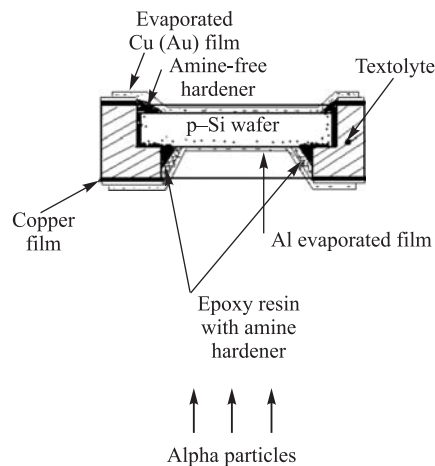 Evaporated
Cu (Au) film
Amine-free
hardener
Textolyte
p–Si wafer
Copper
film
Al evaporated film
Epoxy resin
with amine
hardener
Alpha particles